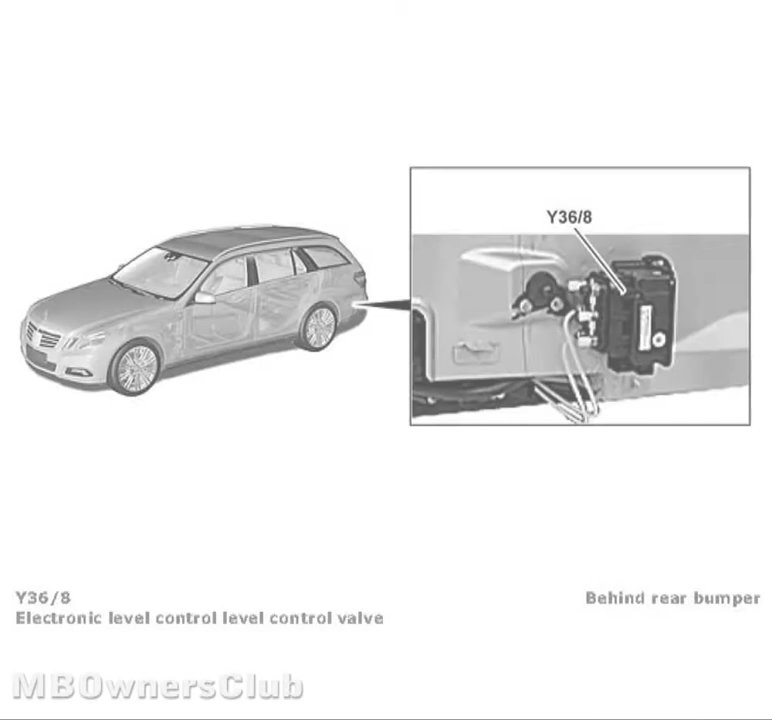 Y36/8
Y36/8
Electronic level control level control valve
Behind rear bumper
MBOwnersClub